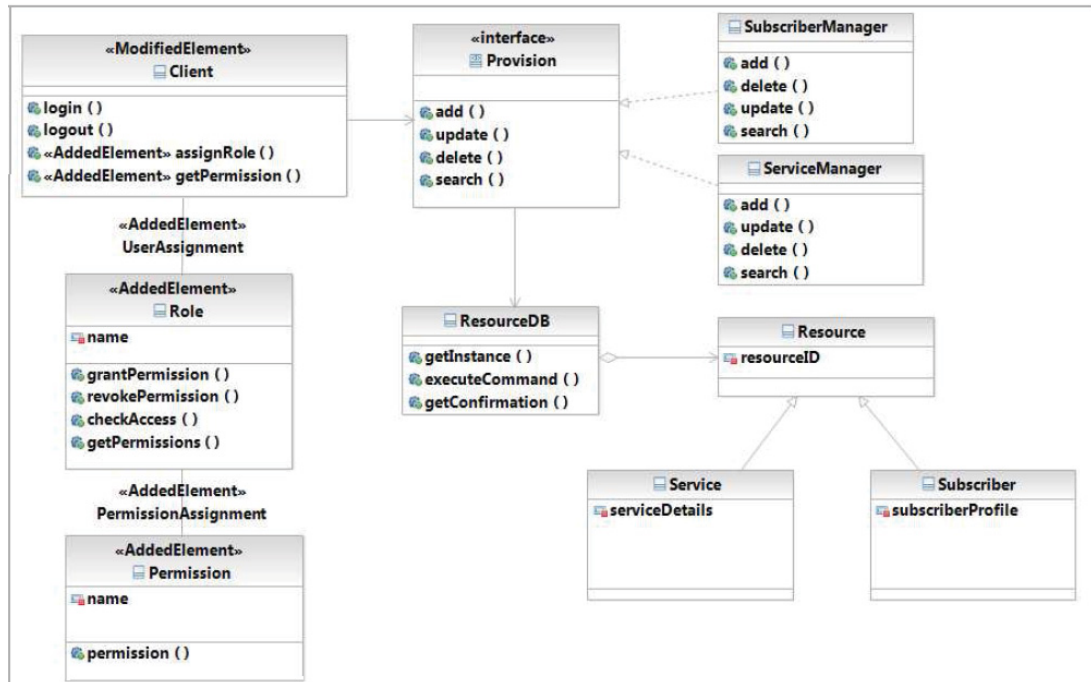 «ModifiedElement»
Client
login ( )
logout ( )
«AddedElement» assignRole ( )
«AddedElement» getPermission ( )
«AddedElement»
UserAssignment
«AddedElement»
Role
name
grantPermission ( )
revokePermission ( )
checkAccess ( )
getPermissions ( )
«AddedElement»
PermissionAssignment
«AddedElement»
Permission
name
permission ( )
«interface»
Provision
add ( )
update ( )
delete ( )
search ( )
SubscriberManager
add ( )
delete ( )
update ( )
search ( )
ServiceManager
add ( )
update ( )
delete ( )
search ( )
ResourceDB
getInstance ( )
executeCommand ( )
getConfirmation ( )
Resource
resourceID
Service
serviceDetails
Subscriber
subscriberProfile